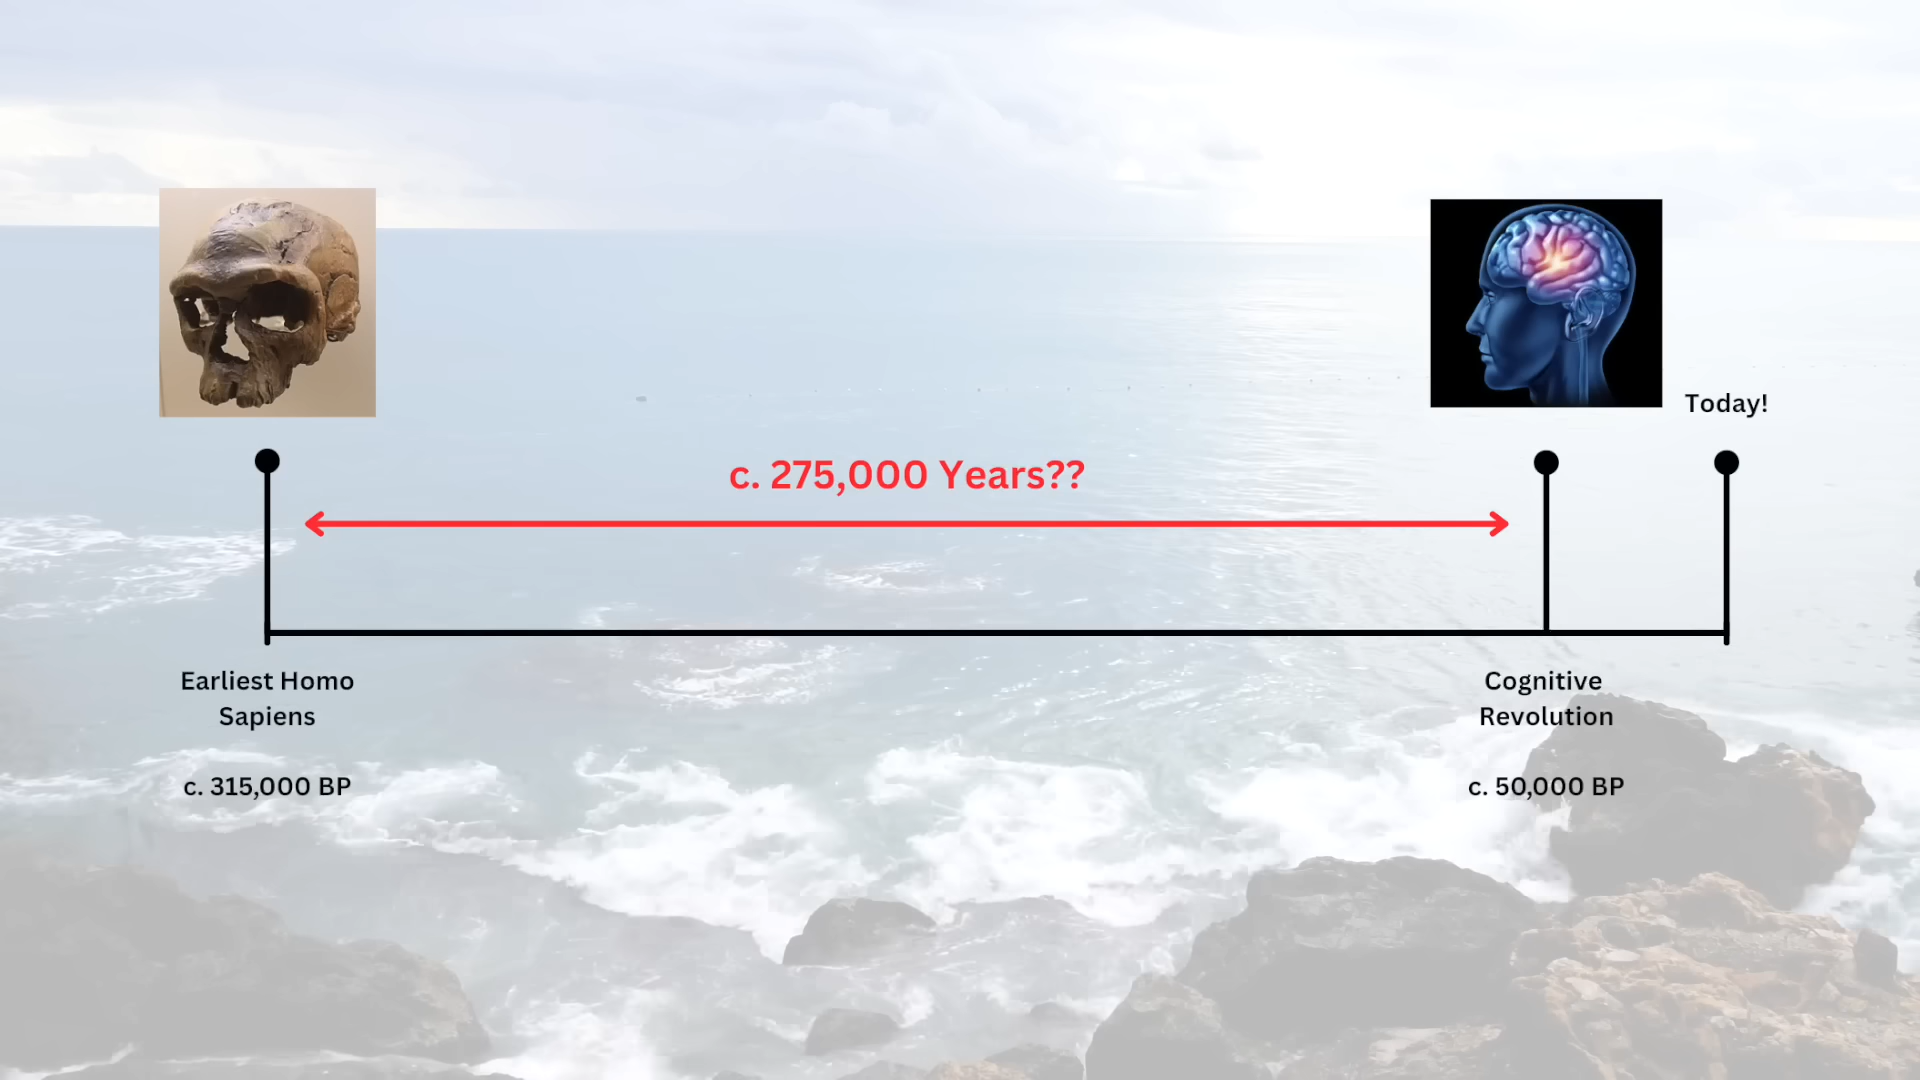 Today!
c. 275,000 Years??
Earliest Homo
Sapiens
c. 315,000 BP
Cognitive
Revolution
c. 50,000 BP